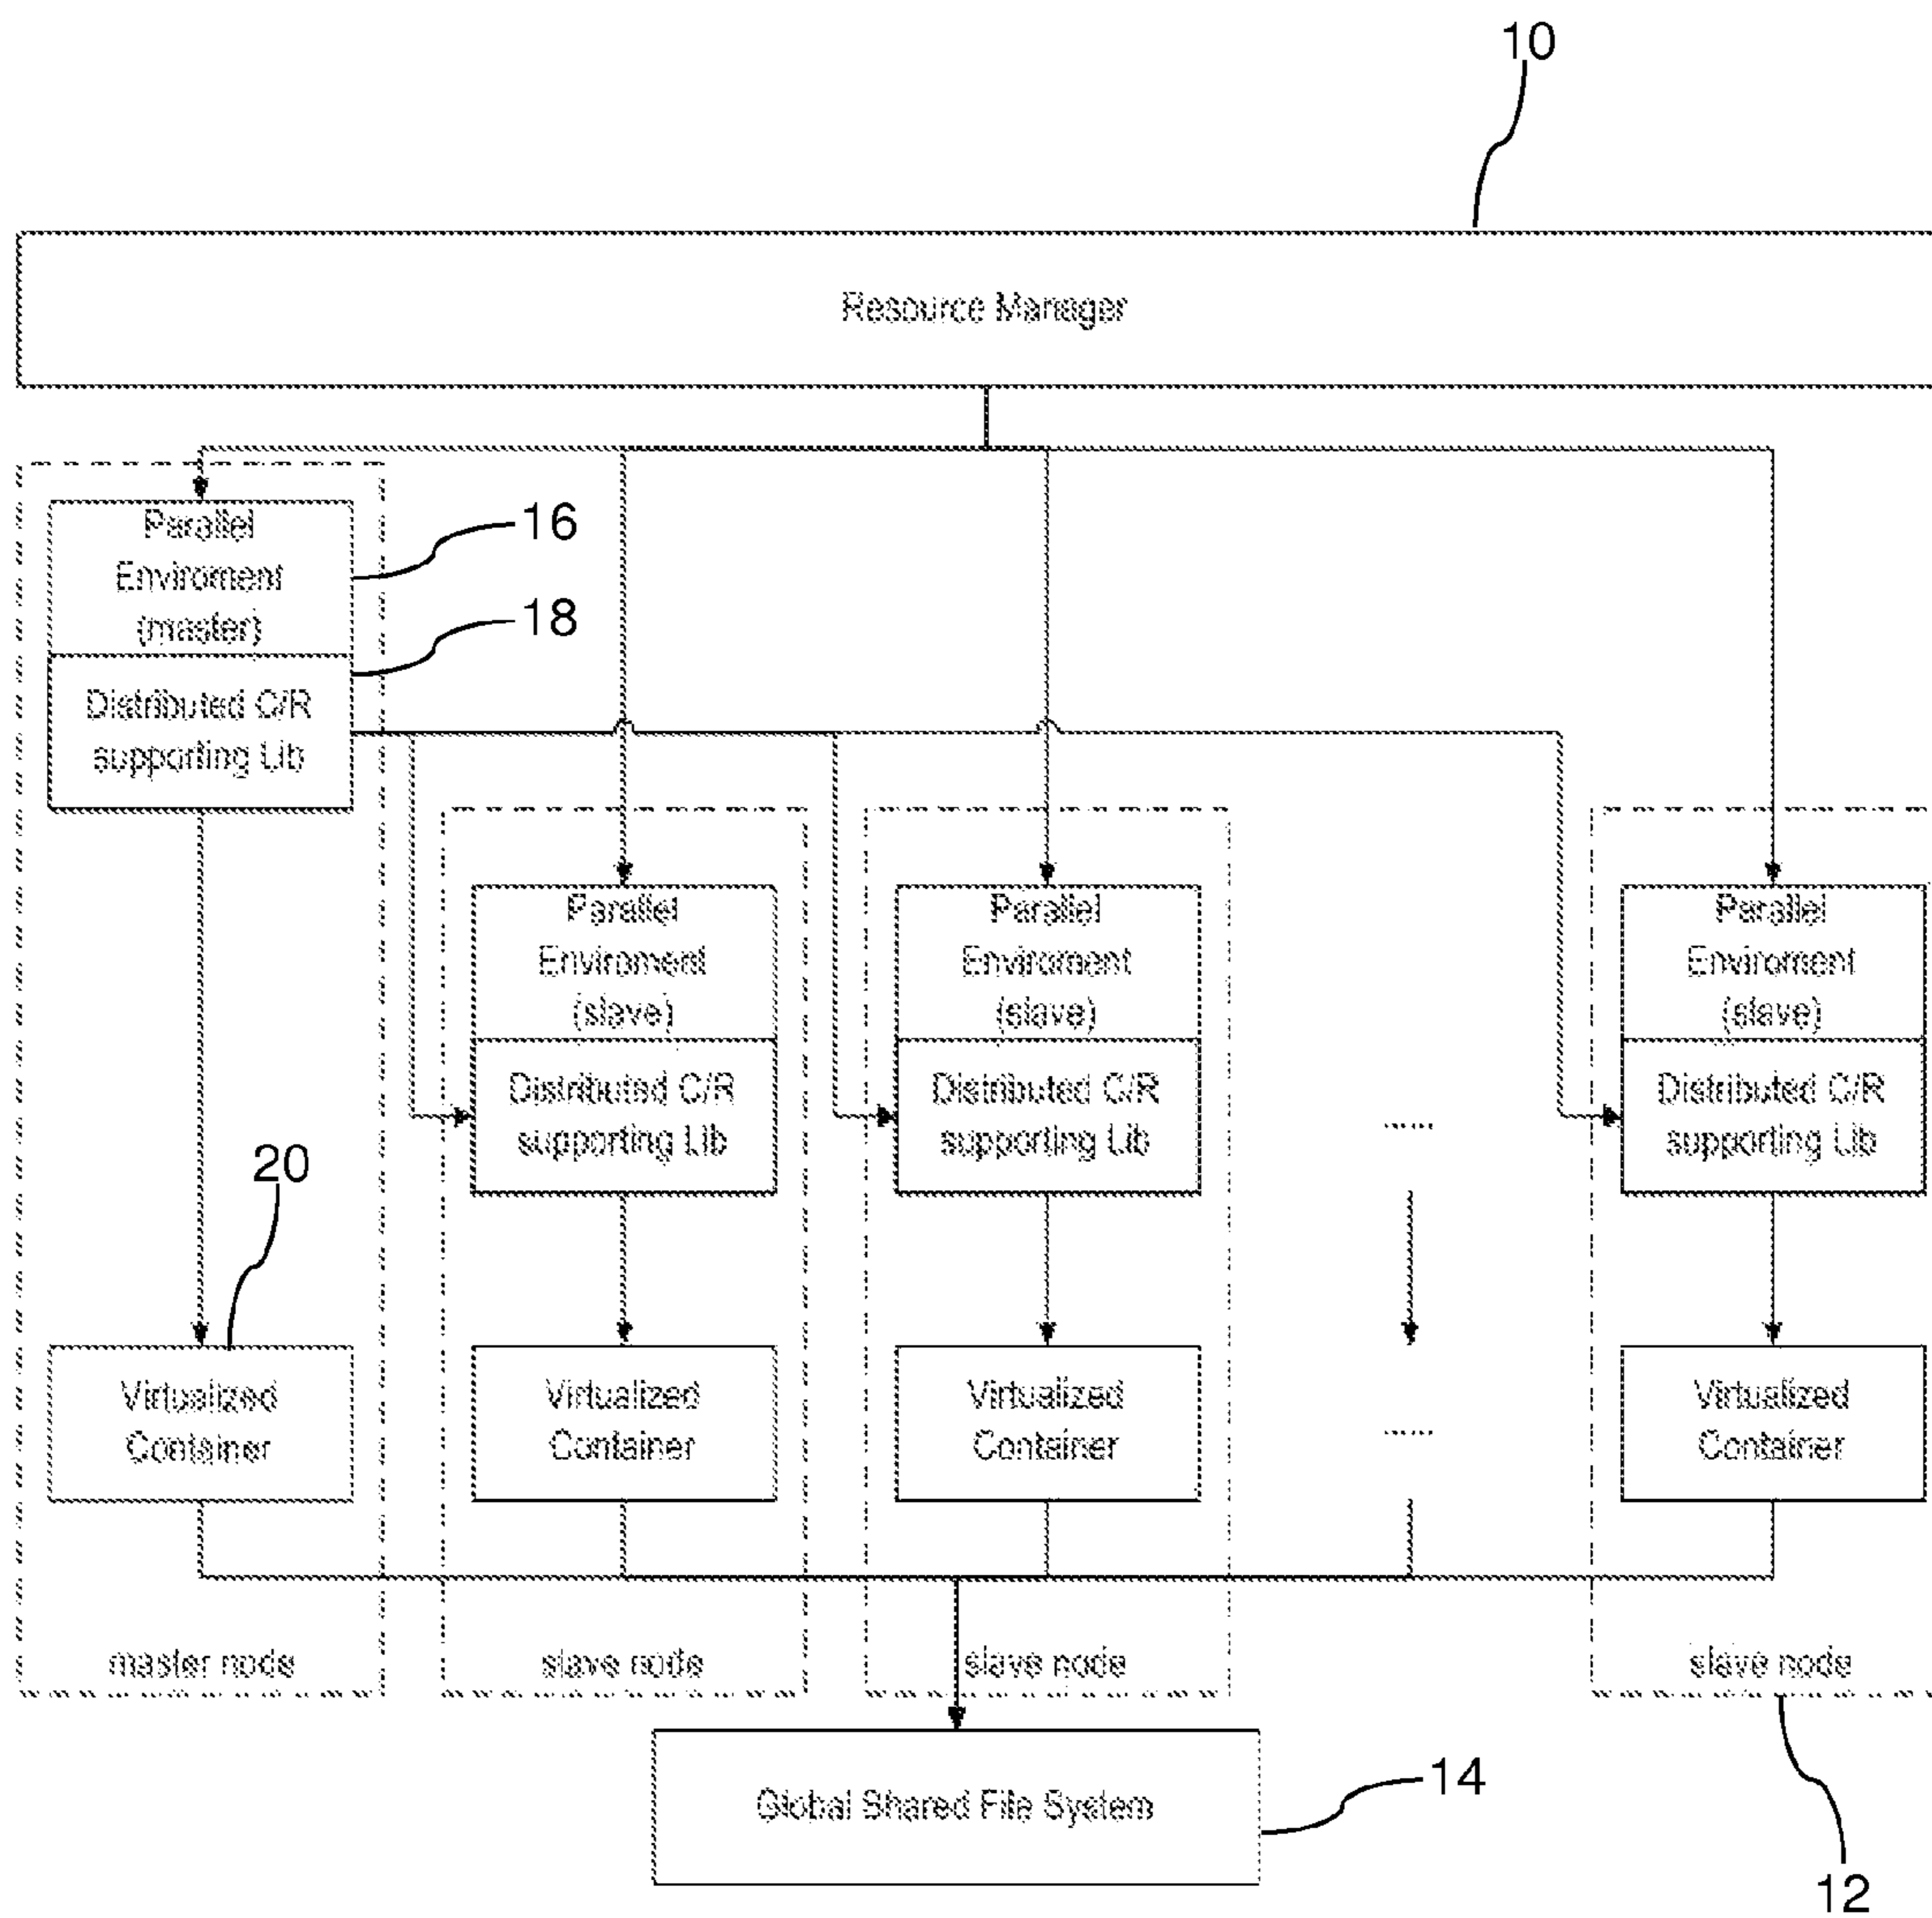 10
Resource Manager
Parallel
Enviroment
(master)
16
Distributed C/R
supporting Lib
18
Parallel
Enviroment
(slave)
Distributed C/R
supporting Lib
Parallel
Enviroment
(slave)
Distributed C/R
supporting Lib
......
Parallel
Enviroment
(slave)
Distributed C/R
supporting Lib
20
Virtualized
Container
Virtualized
Container
Virtualized
Container
......
Virtualized
Container
master node
slave node
slave node
slave node
Global Shared File System
14
12